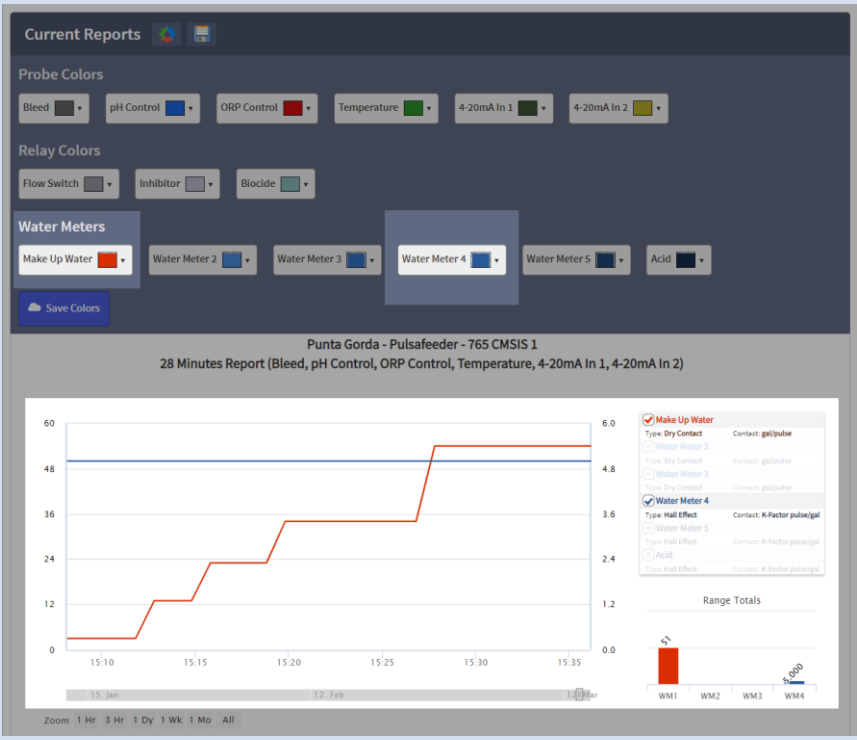 Current Reports
Probe Colors
Bleed pH Control ORP Control Temperature 4-20mA In 1 4-20mA In 2
Relay Colors
Flow Switch Inhibitor Biocide
Water Meters
Make Up Water Water Meter 2 Water Meter 3 Water Meter 4 Water Meter 5 Acid
Save Colors
Punta Gorda - Pulsafeeder - 765 CMSIS 1
28 Minutes Report (Bleed, pH Control, ORP Control, Temperature, 4-20mA In 1, 4-20mA In 2)
60 6.0
48 4.8
36 3.6
24 2.4
12 1.2
0 0.0
15:10 15:15 15:20 15:25 15:30 15:35
15. Jan 12. Feb Mar
Zoom 1 Hr 3 Hr 1 Dy 1 Wk 1 Mo All
Make Up Water
Type: Dry Contact Contact: gal/pulse
Water Meter 2
Type: Dry Contact Contact: gal/pulse
Water Meter 3
Type: Dry Contact Contact: gal/pulse
Water Meter 4
Type: Hall Effect Contact: K-Factor pulse/gal
Water Meter 5
Type: Hall Effect Contact: K-Factor pulse/gal
Acid
Type: Hall Effect Contact: K-Factor pulse/gal
Range Totals
51 5.000
WM1 WM2 WM3 WM4